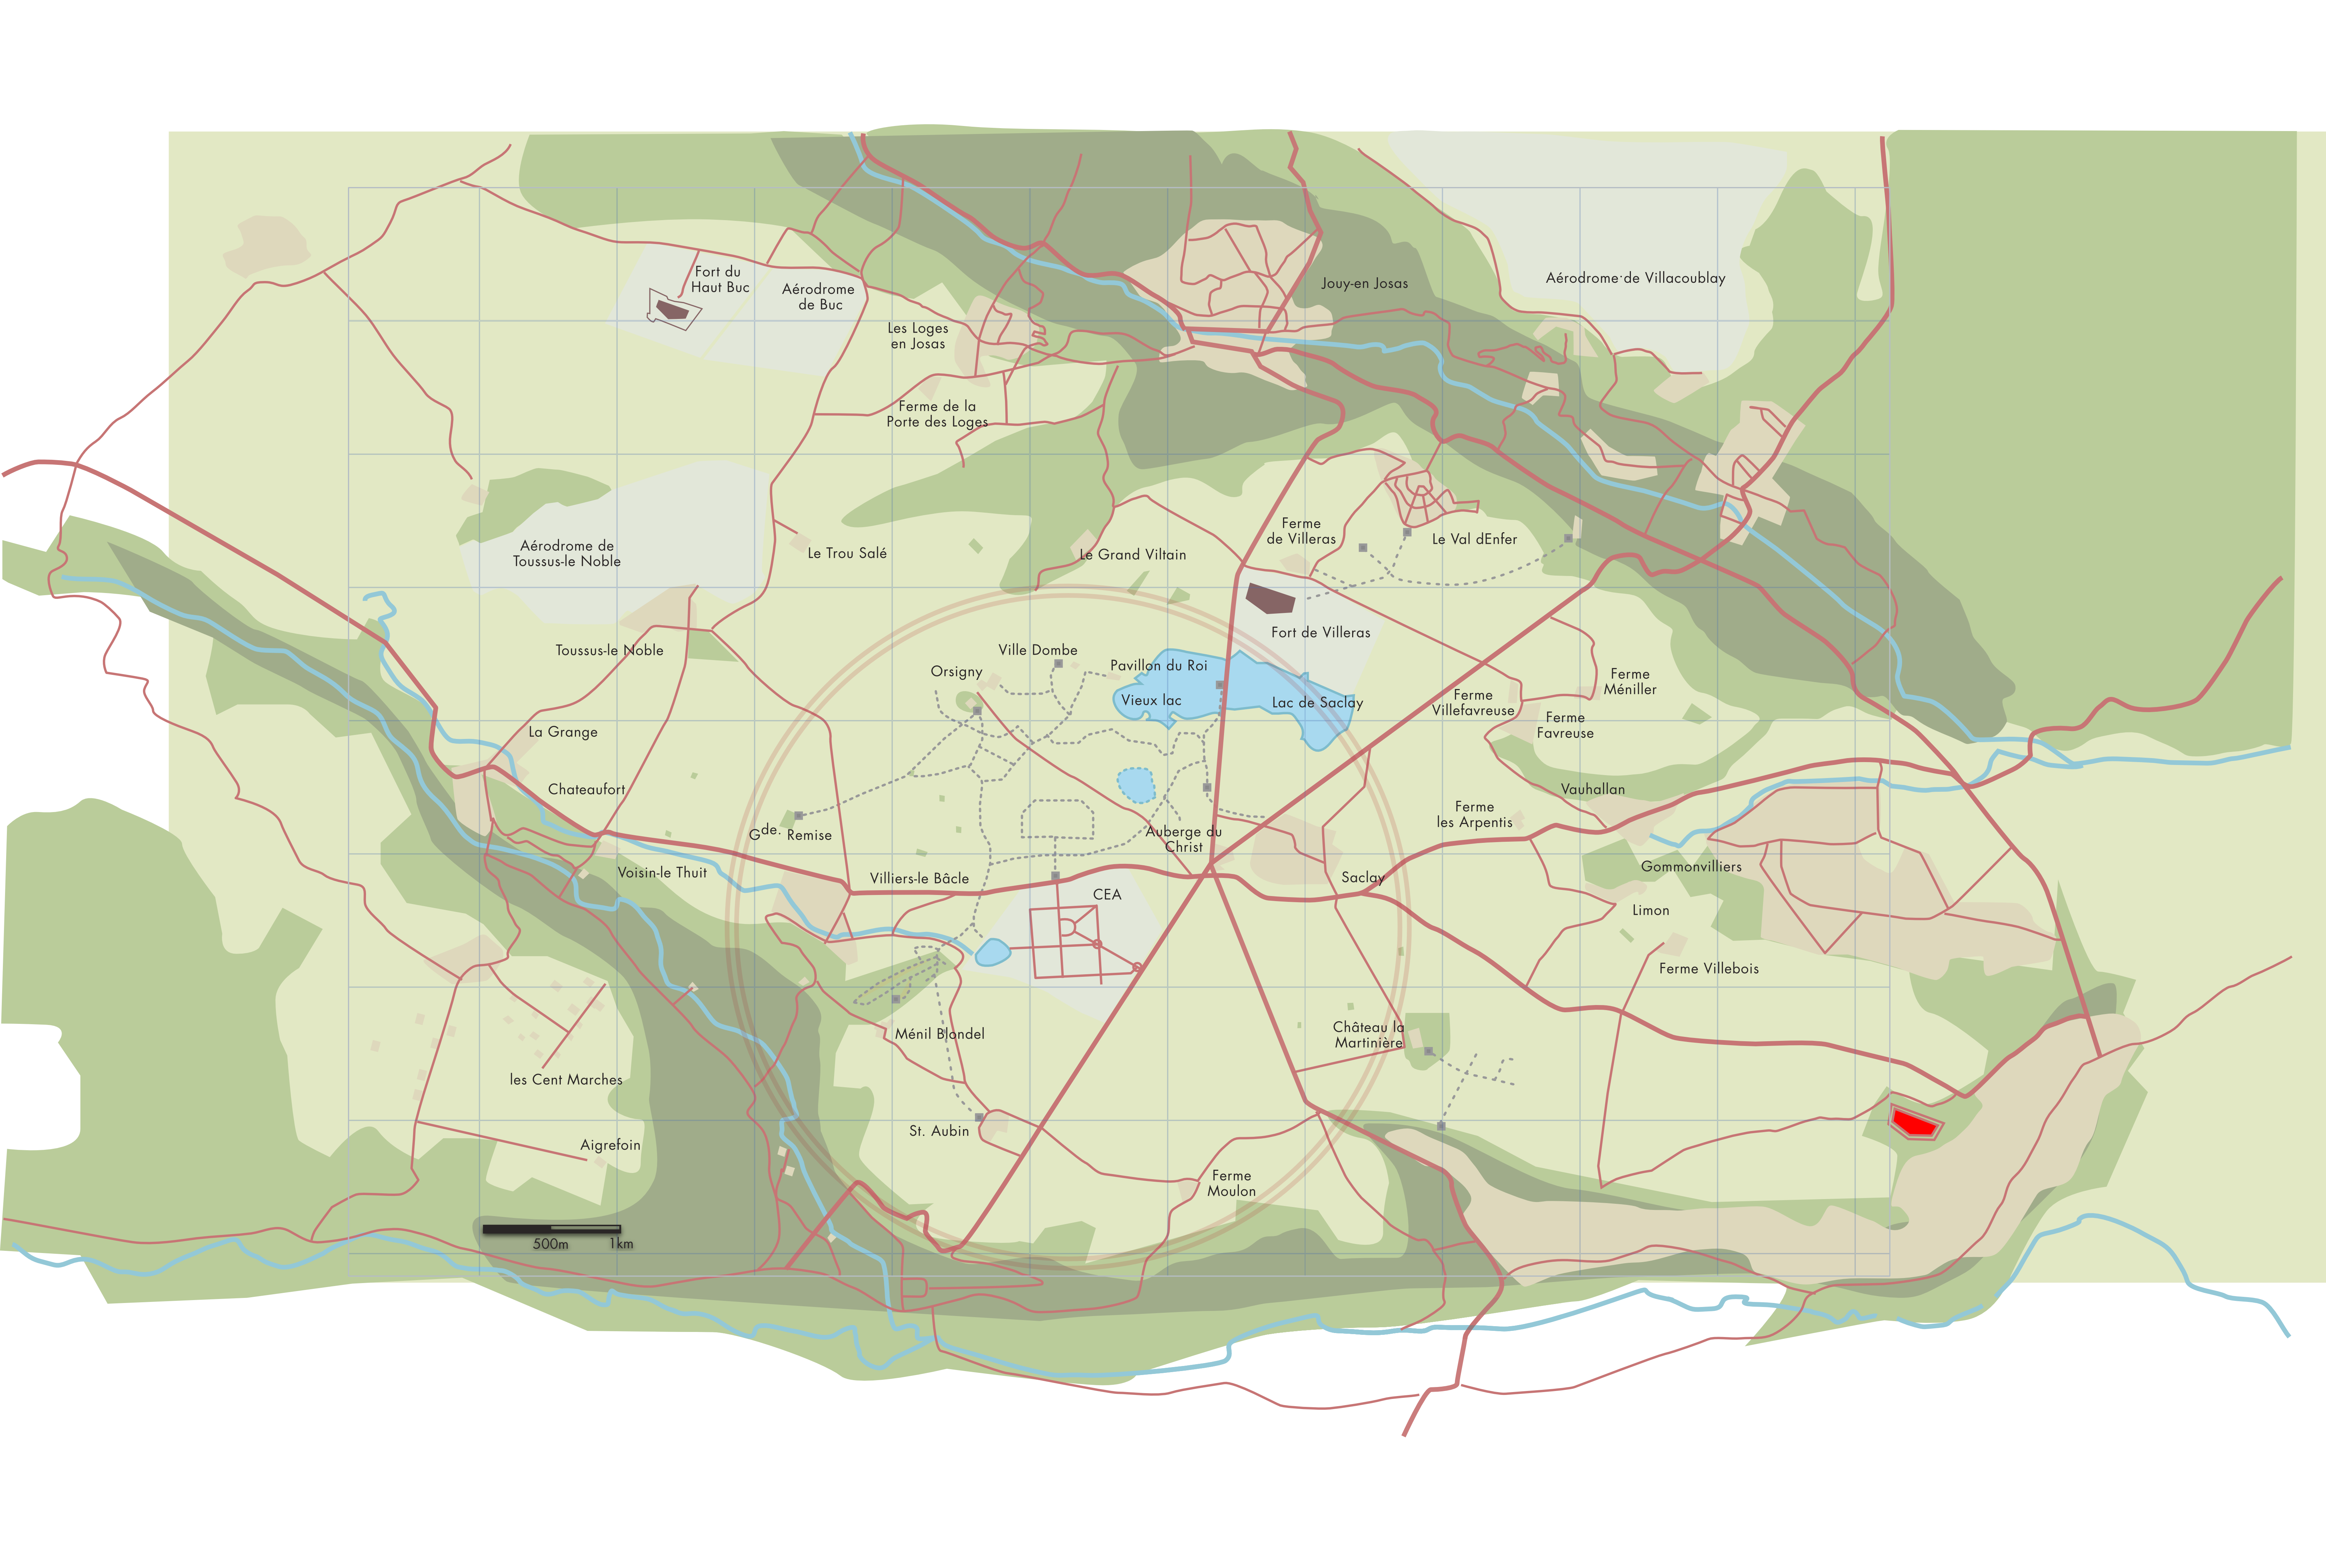 Fort du
Haut Buc
Aérodrome
de Buc
Jouy-en Josas
Aérodrome de Villacoublay
Les Loges
en Josas
Ferme de la
Porte des Loges
Aérodrome de
Toussus-le Noble
Le Trou Salé
Le Grand Viltain
Ferme
de Villeras
Le Val dEnfer
Fort de Villeras
Toussus-le Noble
Ville Dombe
Orsigny
Pavillon du Roi
Vieux lac
Lac de Saclay
Ferme
Villefavreuse
Ferme
Méniller
Ferme
Favreuse
La Grange
Chateaufort
Gde. Remise
Auberge du
Christ
Ferme
les Arpentis
Vauhallan
Voisin-le Thuit
Villiers-le Bâcle
CEA
Saclay
Gommonvilliers
Limon
Ferme Villebois
Ménil Blondel
Château la
Martinière
les Cent Marches
St. Aubin
Aigrefoin
Ferme
Moulon
500m
1km